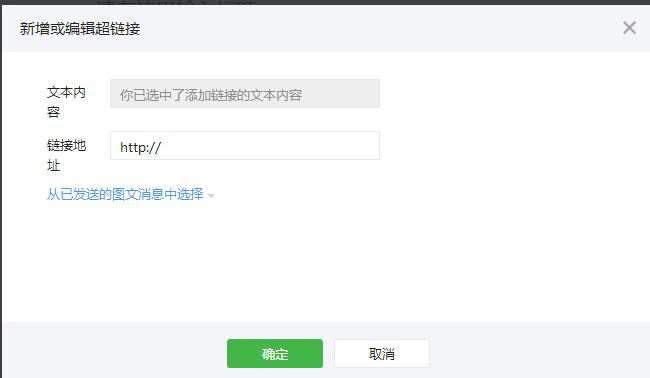 新增或编辑超链接
文本内
容
你已选中了添加链接的文本内容
链接地
址
http://
从已发送的图文消息中选择
确定
取消